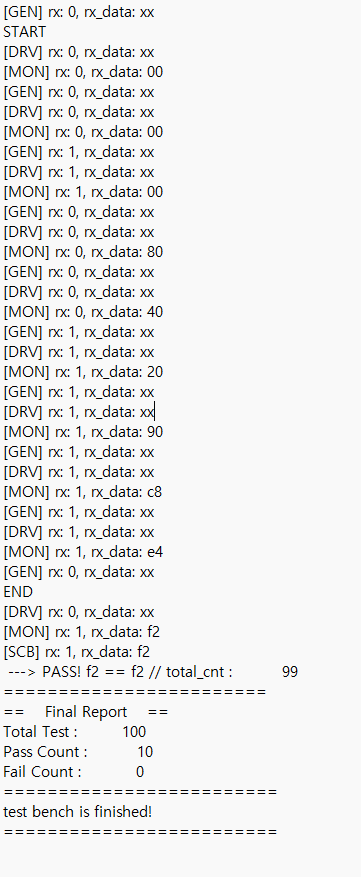 [GEN] rx: 0, rx_data: xx
START
[DRV] rx: 0, rx_data: xx
[MON] rx: 0, rx_data: 00
[GEN] rx: 0, rx_data: xx
[DRV] rx: 0, rx_data: xx
[MON] rx: 0, rx_data: 00
[GEN] rx: 1, rx_data: xx
[DRV] rx: 1, rx_data: xx
[MON] rx: 1, rx_data: 00
[GEN] rx: 0, rx_data: xx
[DRV] rx: 0, rx_data: xx
[MON] rx: 0, rx_data: 80
[GEN] rx: 0, rx_data: xx
[DRV] rx: 0, rx_data: xx
[MON] rx: 0, rx_data: 40
[GEN] rx: 1, rx_data: xx
[DRV] rx: 1, rx_data: xx
[MON] rx: 1, rx_data: 20
[GEN] rx: 1, rx_data: xx
[DRV] rx: 1, rx_data: xx
[MON] rx: 1, rx_data: 90
[GEN] rx: 1, rx_data: xx
[DRV] rx: 1, rx_data: xx
[MON] rx: 1, rx_data: c8
[GEN] rx: 1, rx_data: xx
[DRV] rx: 1, rx_data: xx
[MON] rx: 1, rx_data: e4
[GEN] rx: 0, rx_data: xx
END
[DRV] rx: 0, rx_data: xx
[MON] rx: 1, rx_data: f2
[SCB] rx: 1, rx_data: f2
---> PASS! f2 == f2 // total_cnt : 99
========================
== Final Report ==
Total Test : 100
Pass Count : 10
Fail Count : 0
=========================
test bench is finished!
=========================